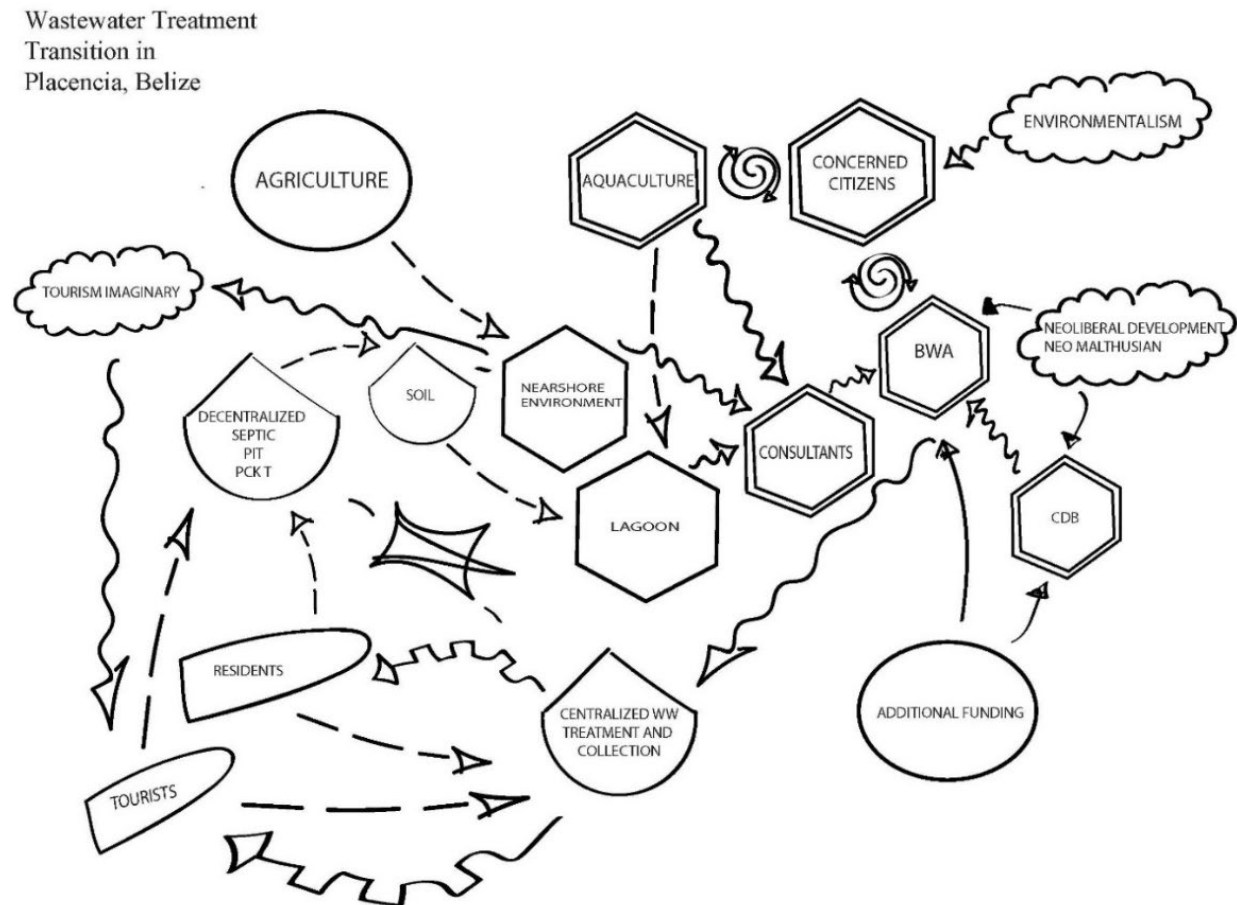 Wastewater Treatment
Transition in
Placencia, Belize
AGRICULTURE
AQUACULTURE
CONCERNED
CITIZENS
ENVIRONMENTALISM
TOURISM IMAGINARY
DECENTRALIZED
SEPTIC
PIT
PCK T
SOIL
NEARSHORE
ENVIRONMENT
BWA
NEOLIBERAL DEVELOPMENT
NEO MALTHUSIAN
CONSULTANTS
LAGOON
CDB
RESIDENTS
CENTRALIZED WW
TREATMENT AND
COLLECTION
ADDITIONAL FUNDING
TOURISTS